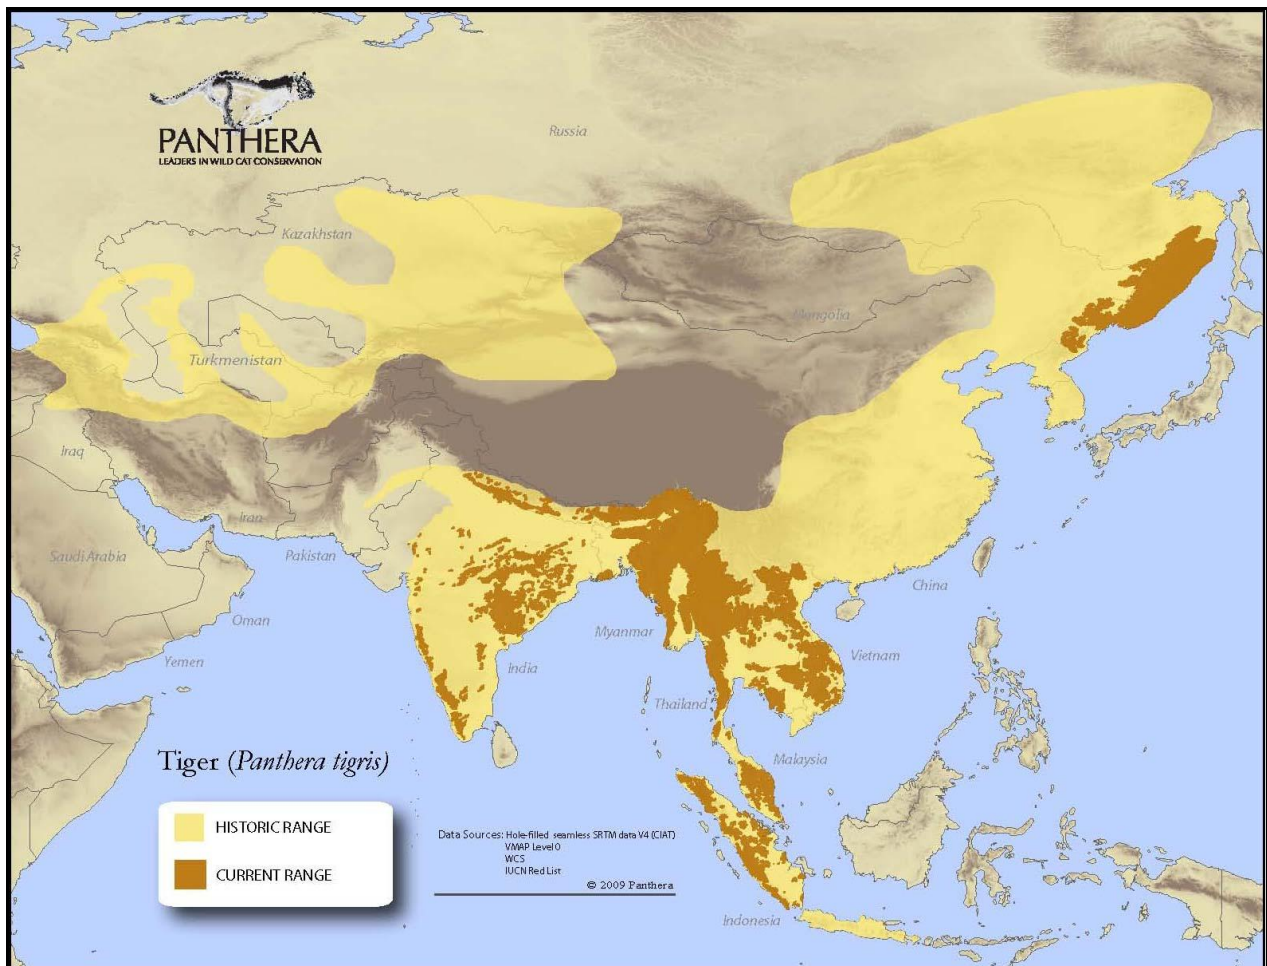 PANTHERA
LEADERS IN WILD CAT CONSERVATION
Russia
Kazakhstan
Mongolia
Turkmenistan
Iraq
Iran
Pakistan
Saudi Arabia
China
Oman
Myanmar
Vietnam
Yemen
India
Thailand
Malaysia
Tiger (Panthera tigris)
HISTORIC RANGE
CURRENT RANGE
Data Sources: Hole-filled seamless SRTM data V4 (CIAT)
VMAP Level 0
WCS
IUCN Red List
© 2009 Panthera
Indonesia